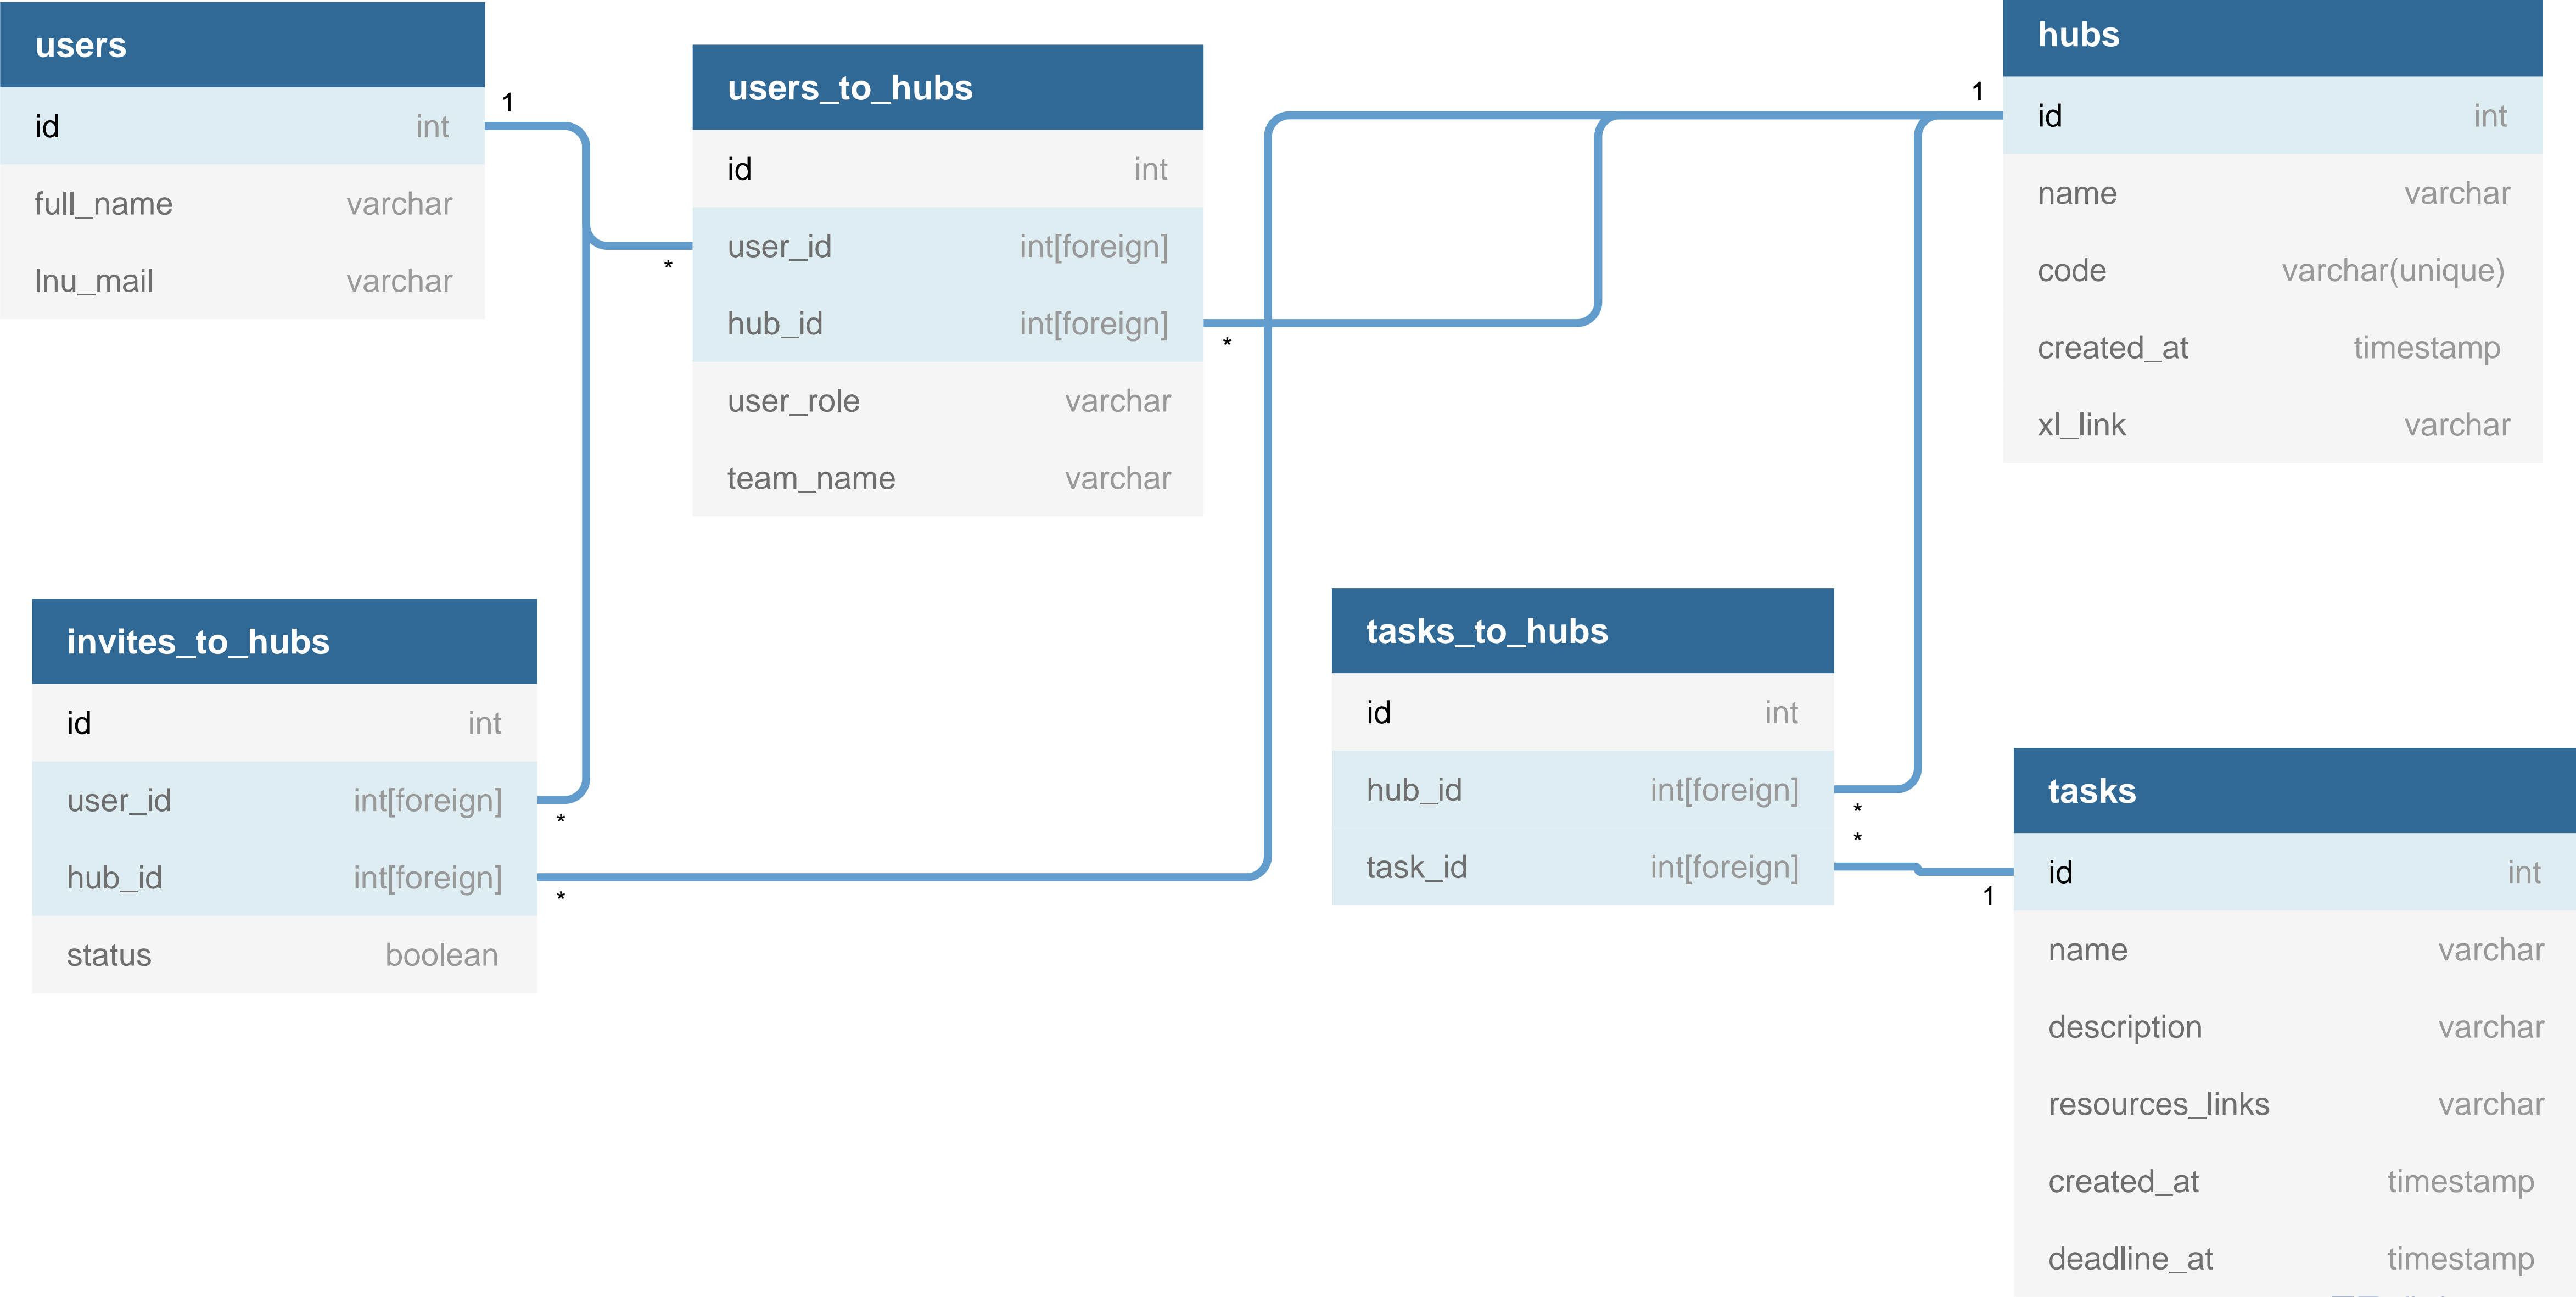 users
id int
full_name varchar
lnu_mail varchar
1
users_to_hubs
id int
user_id int[foreign]
hub_id int[foreign]
user_role varchar
team_name varchar
*
*
hubs
1
id int
name varchar
code varchar(unique)
created_at timestamp
xl_link varchar
invites_to_hubs
id int
user_id int[foreign]
hub_id int[foreign]
status boolean
*
*
tasks_to_hubs
id int
hub_id int[foreign]
task_id int[foreign]
*
*
1
tasks
id int
name varchar
description varchar
resources_links varchar
created_at timestamp
deadline_at timestamp